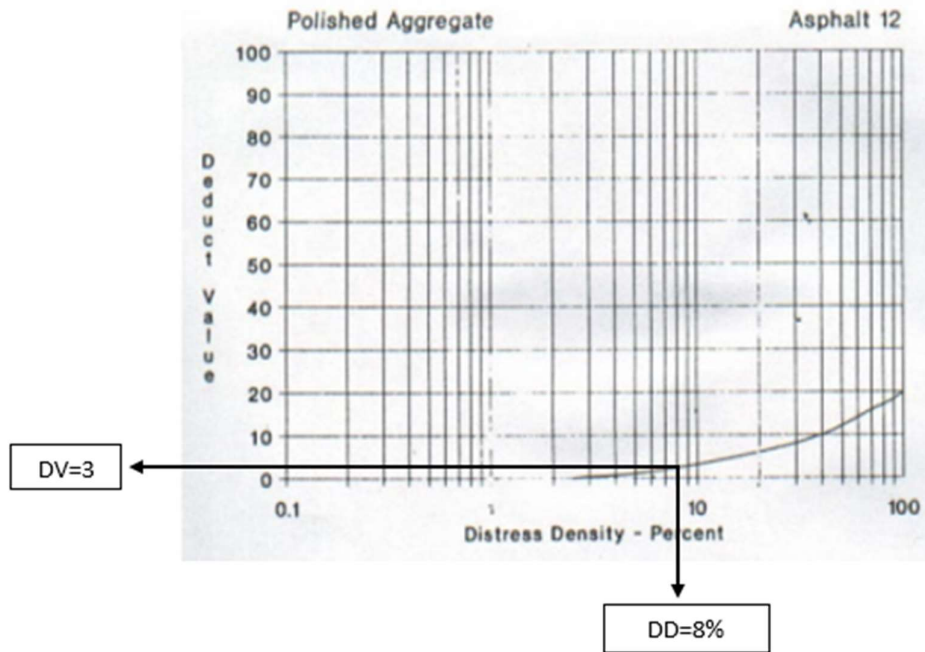 Polished Aggregate
Asphalt 12
100
90
80
70
60
50
40
30
20
10
0
Deduct Value
0.1
1
10
100
Distress Density - Percent
DV=3
DD=8%